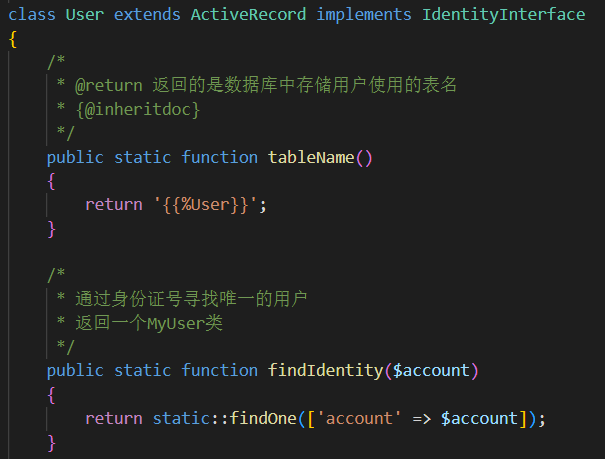 class User extends ActiveRecord implements IdentityInterface
{
    /*
     * @return 返回的是数据库中存储用户使用的表名
     * {@inheritdoc}
     */
    public static function tableName()
    {
        return '{{%User}}';
    }
    /*
     * 通过身份证号寻找唯一的用户
     * 返回一个MyUser类
     */
    public static function findIdentity($account)
    {
        return static::findOne(['account' => $account]);
    }